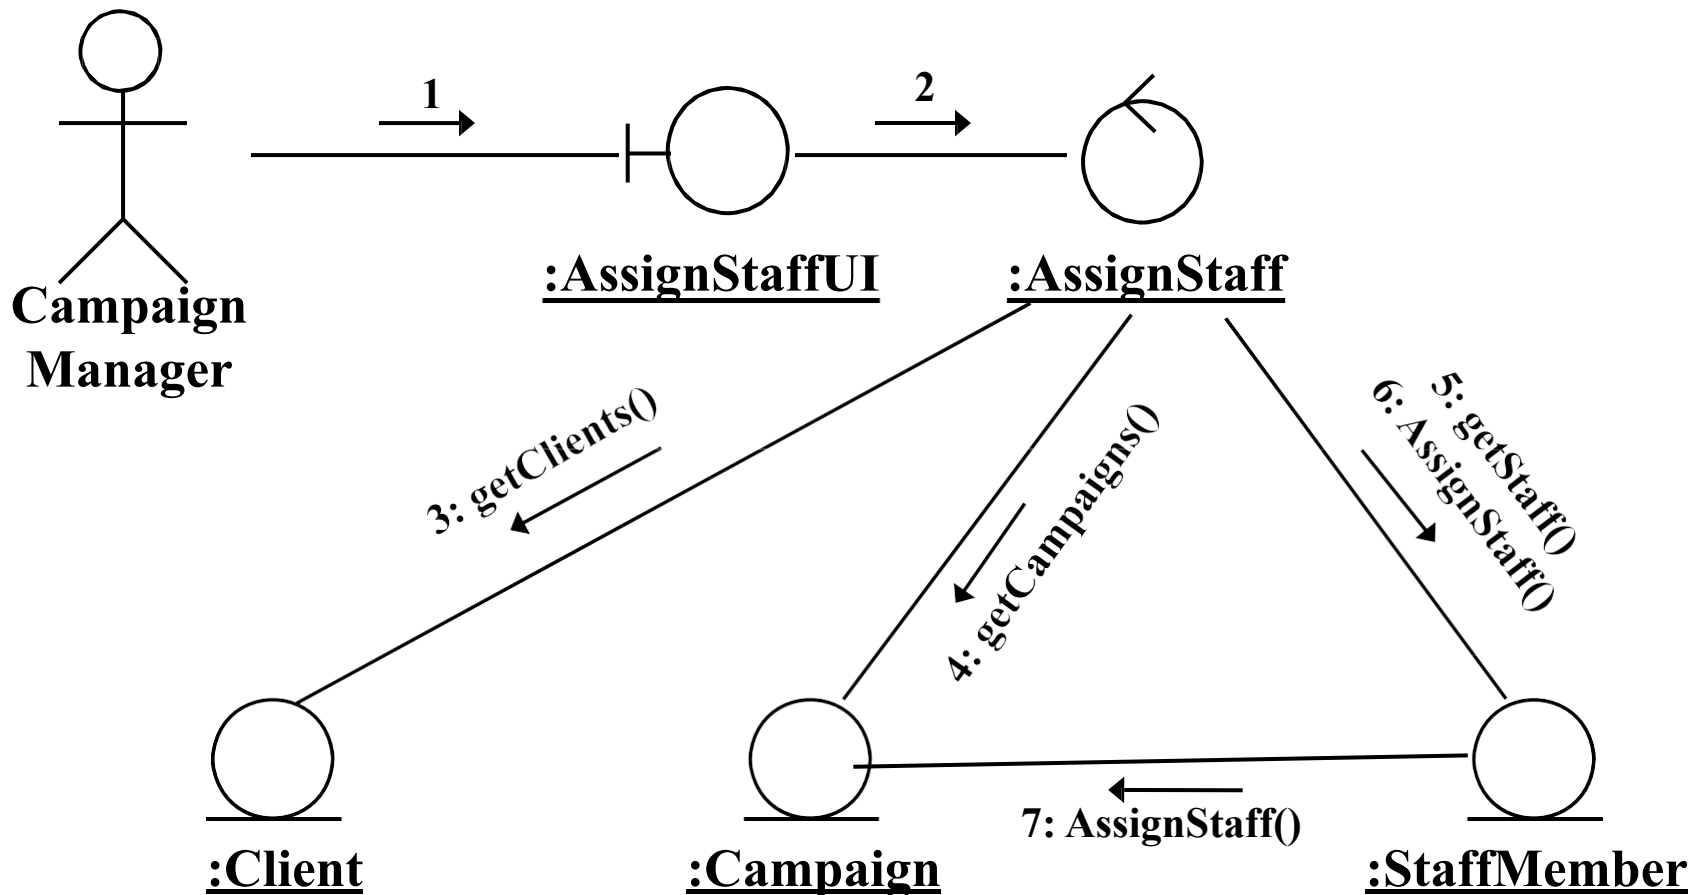 1
2
:AssignStaffUI
:AssignStaff
Campaign
Manager
3: getClients()
4: getCampaigns()
5: getStaff()
6: AssignStaff()
7: AssignStaff()
:Client
:Campaign
:StaffMember